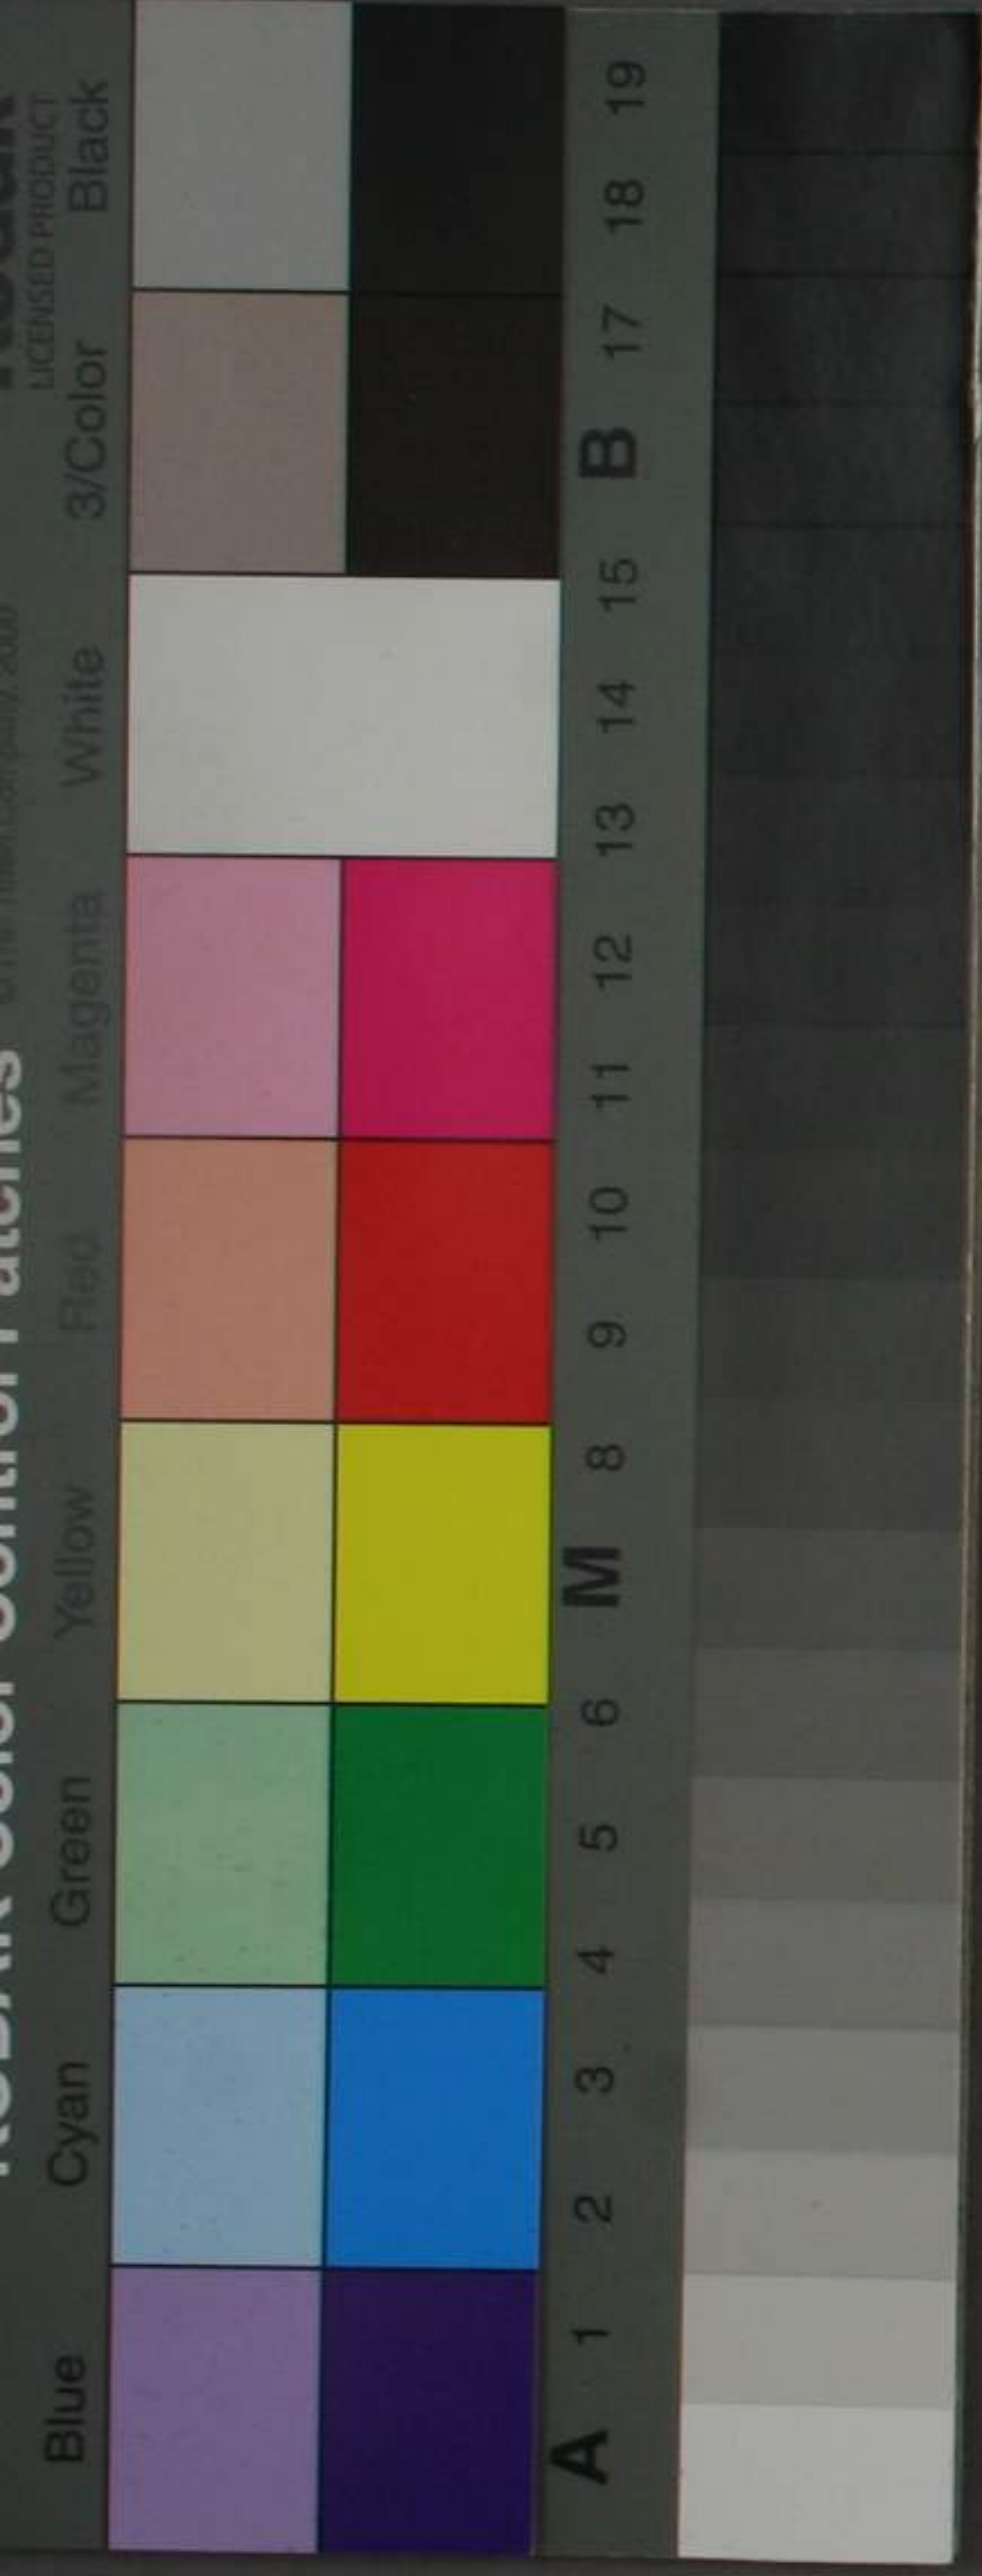 KODAK Color Control Patches
© The Tiffen Company, 2000
Kodak
LICENSED PRODUCT
Blue Cyan Green Yellow Red Magenta White 3/Color Black
A 1 2 3 4 5 6 M 8 9 10 11 12 13 14 15 B 17 18 19